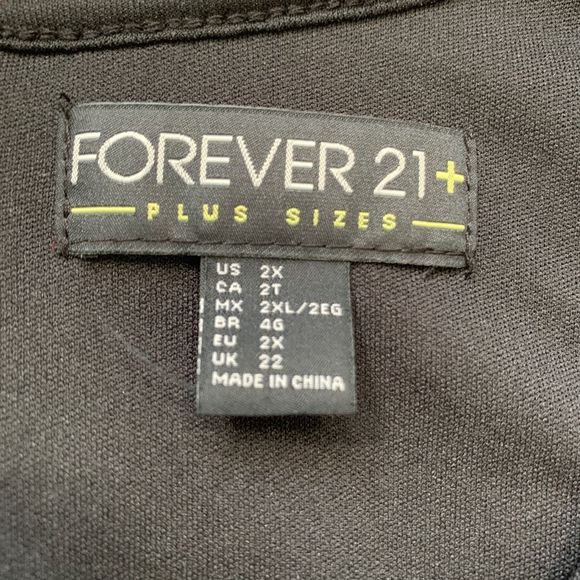 FOREVER 21+
PLUS SIZES
US 2X
CA 2T
MX 2XL/2EG
BR 4G
EU 2X
UK 22
MADE IN CHINA